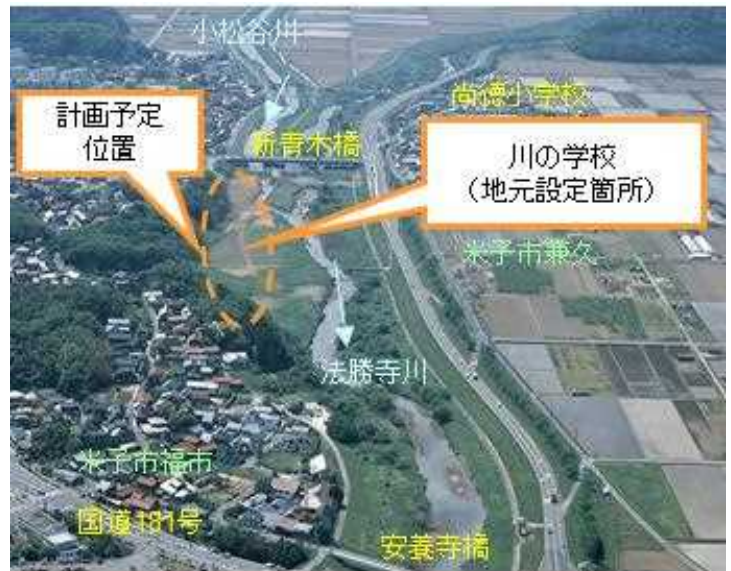 小松谷川
尚徳小学校
計画予定
位置
新青木橋
川の学校
（地元設定箇所）
米子市兼久
法勝寺川
米子市福市
国道181号
安養寺橋